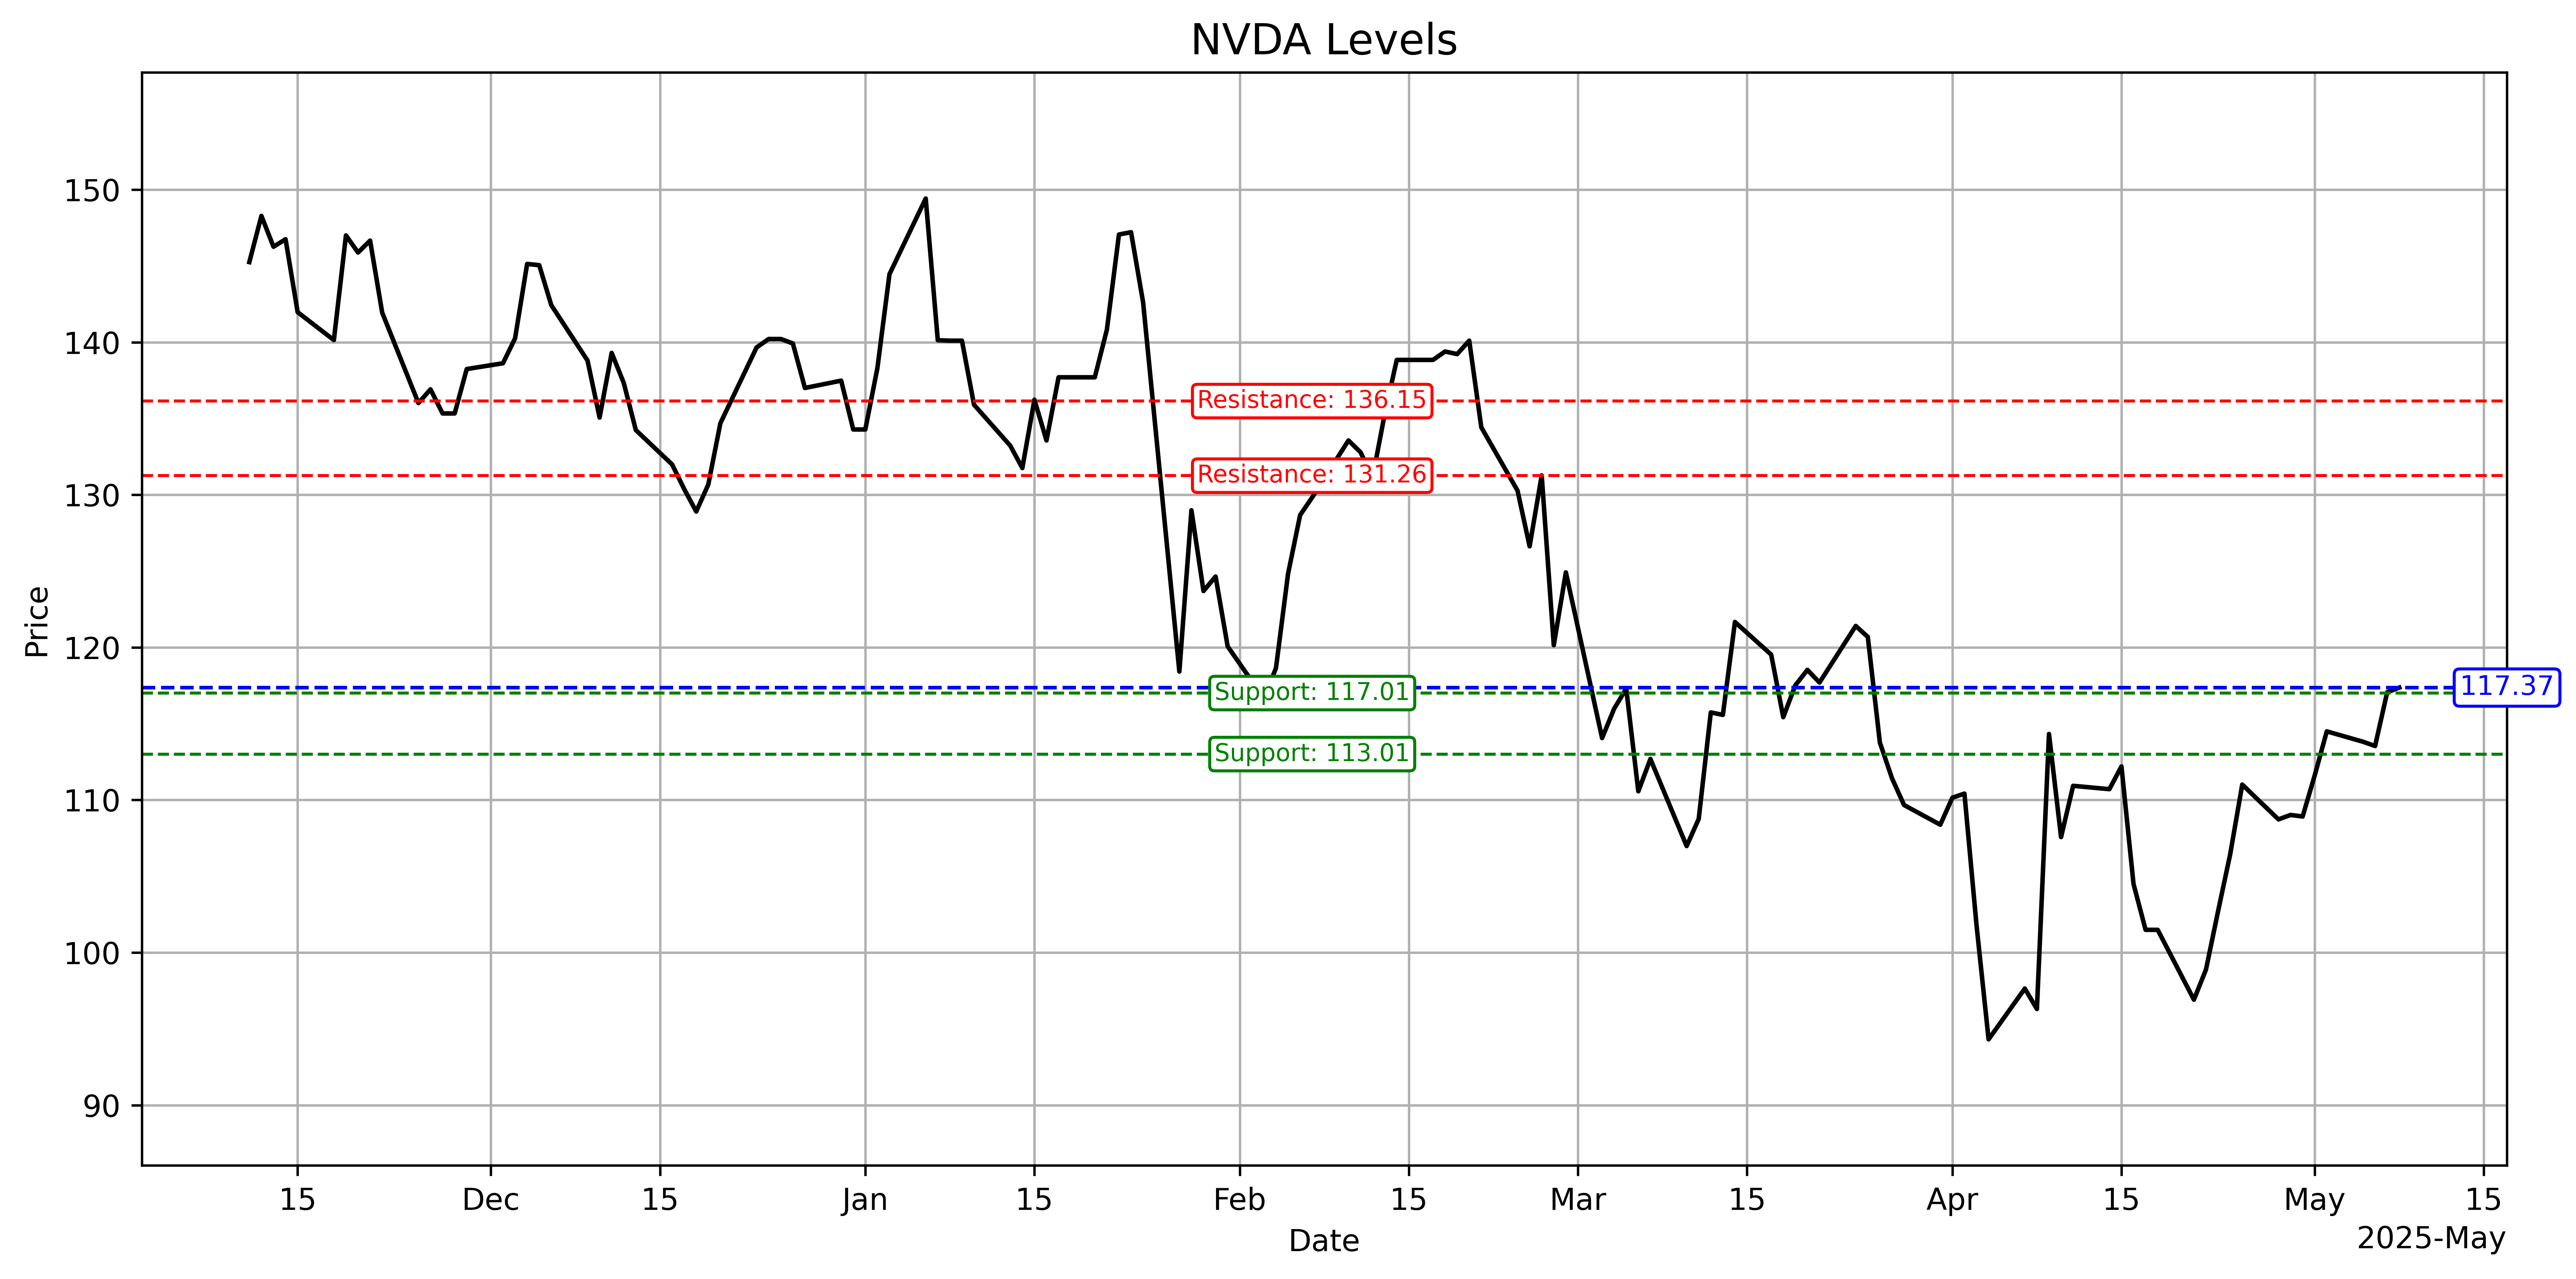 NVDA Levels
Price
150
140
130
120
110
100
90
Resistance: 136.15
Resistance: 131.26
Support: 117.01
117.37
Support: 113.01
15 Dec 15 Jan 15 Feb 15 Mar 15 Apr 15 May 15
Date
2025-May